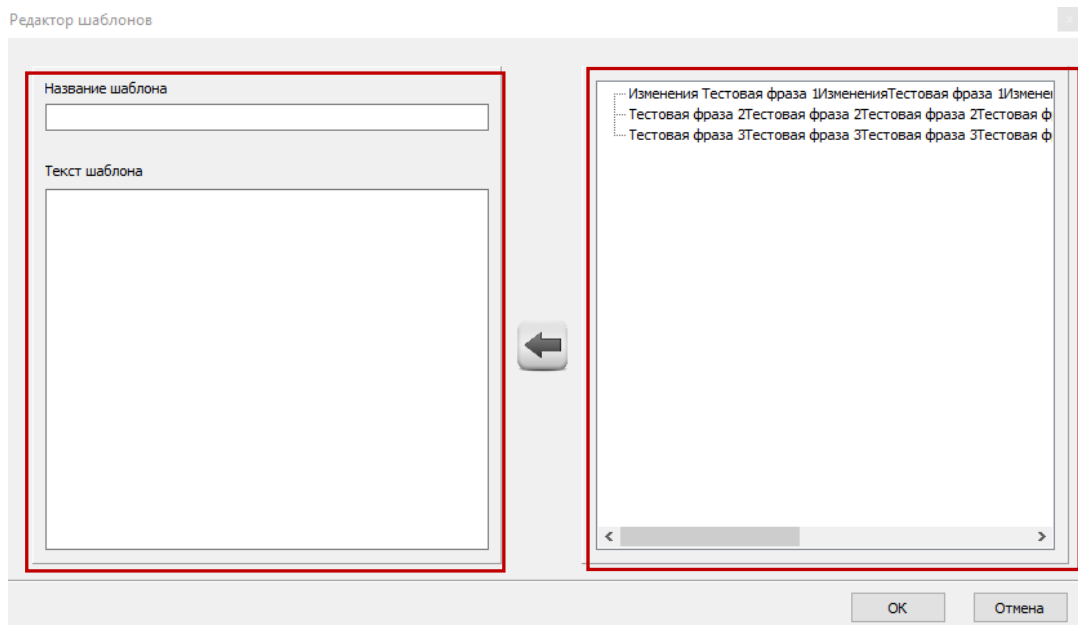 Редактор шаблонов
Название шаблона
Текст шаблона
Изменения Тестовая фраза 1ИзмененияТестовая фраза 1Изменен
Тестовая фраза 2Тестовая фраза 2Тестовая фраза 2Тестовая ф
Тестовая фраза 3Тестовая фраза 3Тестовая фраза 3Тестовая ф
ОК
Отмена